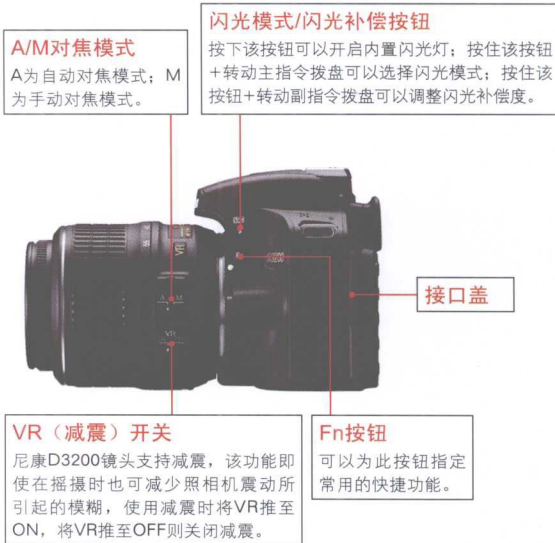 A/M对焦模式
A为自动对焦模式；M
为手动对焦模式。
闪光模式/闪光补偿按钮
按下该按钮可以开启内置闪光灯；按住该按钮
+转动主指令拨盘可以选择闪光模式；按住该
按钮+转动副指令拨盘可以调整闪光补偿度。
VR
A M
VR
接口盖
VR（减震）开关
尼康D3200镜头支持减震，该功能即
使在摇摄时也可减少照相机震动所
引起的模糊，使用减震时将VR推至
ON，将VR推至OFF则关闭减震。
Fn按钮
可以为此按钮指定
常用的快捷功能。